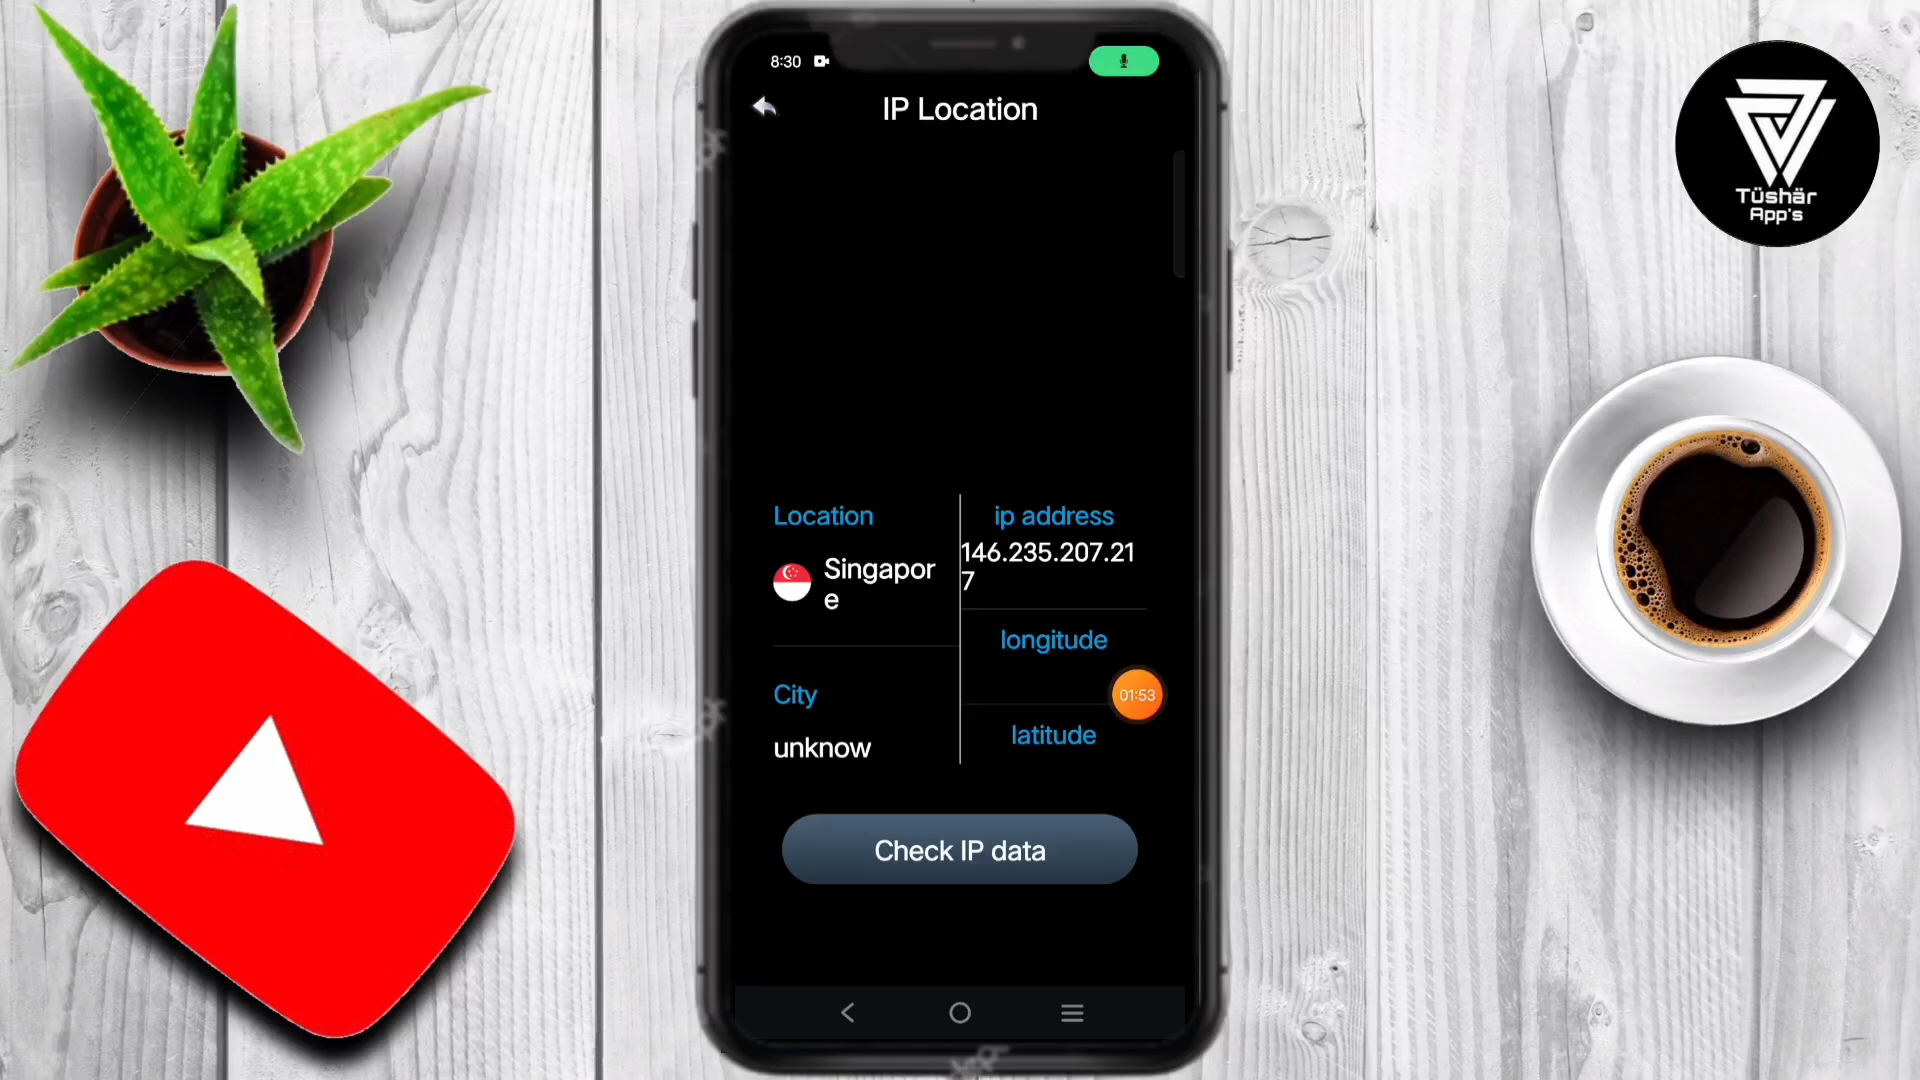 8:30
IP Location
Tüshär
App's
Location
ip address
Singapor
e
146.235.207.21
7
longitude
01:53
City
latitude
unknow
Check IP data